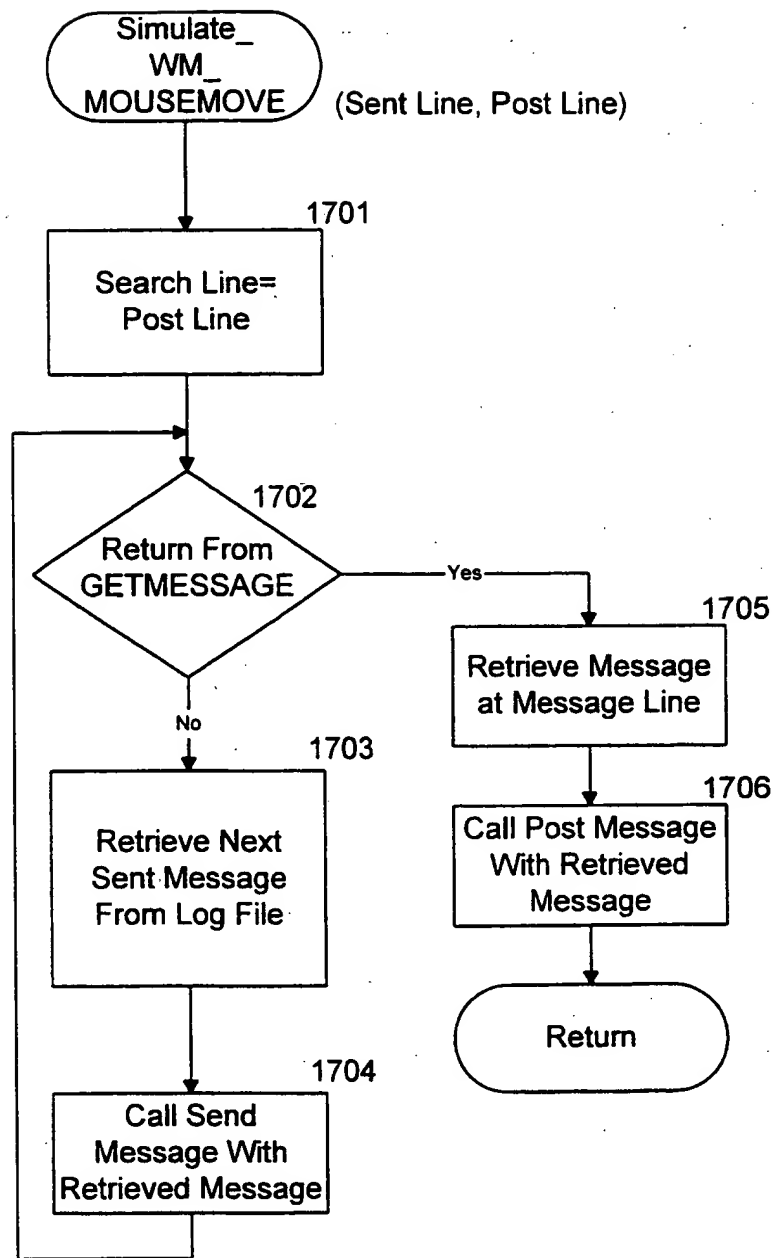 Simulate_
WM_
MOUSEMOVE
(Sent Line, Post Line)
1701
Search Line=
Post Line
1702
Return From
GETMESSAGE
Yes
No
1703
Retrieve Next
Sent Message
From Log File
1704
Call Send
Message With
Retrieved Message
1705
Retrieve Message
at Message Line
1706
Call Post Message
With Retrieved
Message
Return